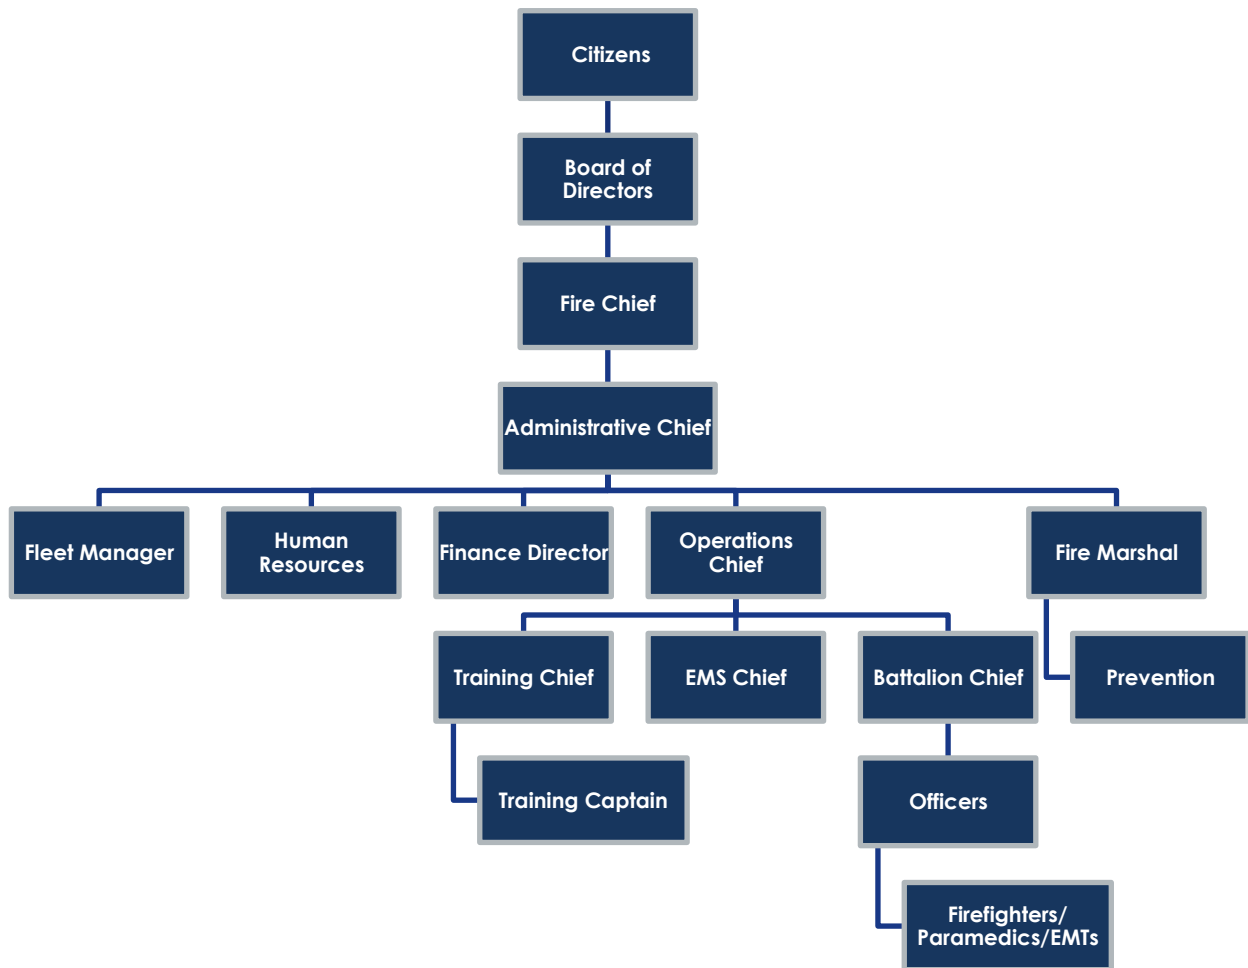 Citizens
Board of
Directors
Fire Chief
Administrative Chief
Fleet Manager
Human
Resources
Finance Director
Operations
Chief
Fire Marshal
Training Chief
EMS Chief
Battalion Chief
Prevention
Training Captain
Officers
Firefighters/
Paramedics/EMTs